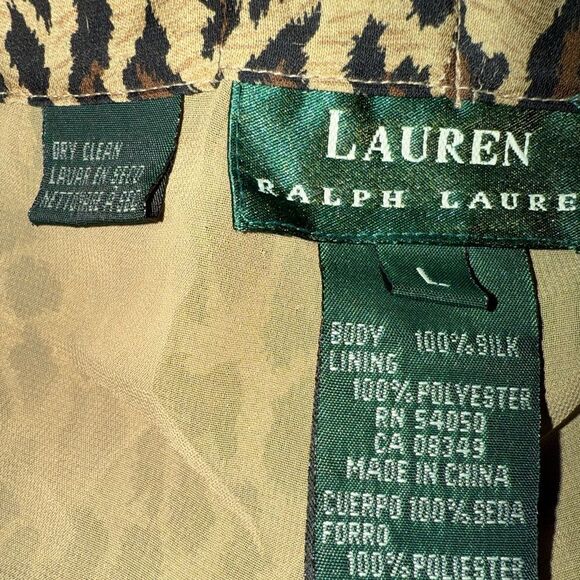 DRY CLEAN
LAVAR EN SECO
NETTOYAGE A SEC
LAUREN
RALPH LAURE
L
BODY 100% SILK
LINING
100% POLYESTER
RN 54050
CA 08349
MADE IN CHINA
CUERPO 100% SEDA
FORRO
100% POLIESTER